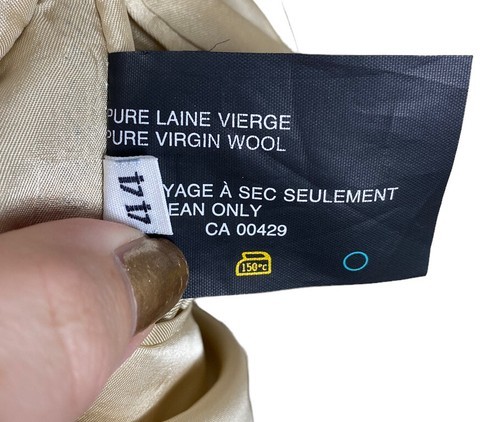 PURE LAINE VIERGE
PURE VIRGIN WOOL
44
YAGE À SEC SEULEMENT
EAN ONLY
CA 00429
150°C